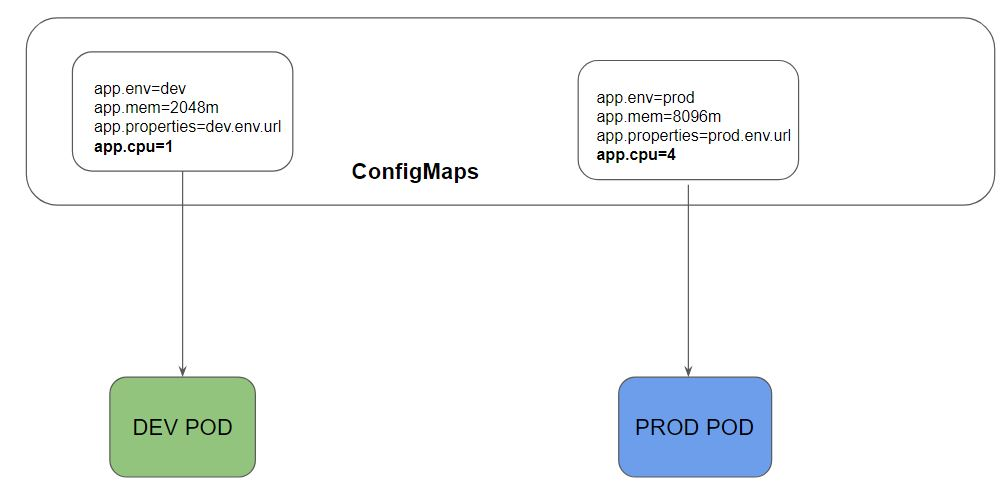 app.env=dev
app.mem=2048m
app.properties=dev.env.url
app.cpu=1
app.env=prod
app.mem=8096m
app.properties=prod.env.url
app.cpu=4
ConfigMaps
DEV POD
PROD POD